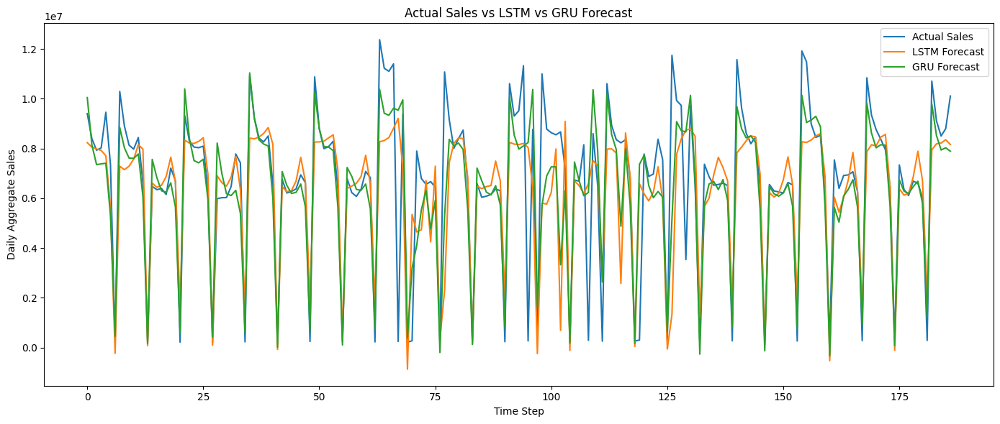 Actual Sales vs LSTM vs GRU Forecast
1e7
Actual Sales
LSTM Forecast
GRU Forecast
1.2
1.0
0.8
0.6
0.4
0.2
0.0
Daily Aggregate Sales
0 25 50 75 100 125 150 175
Time Step